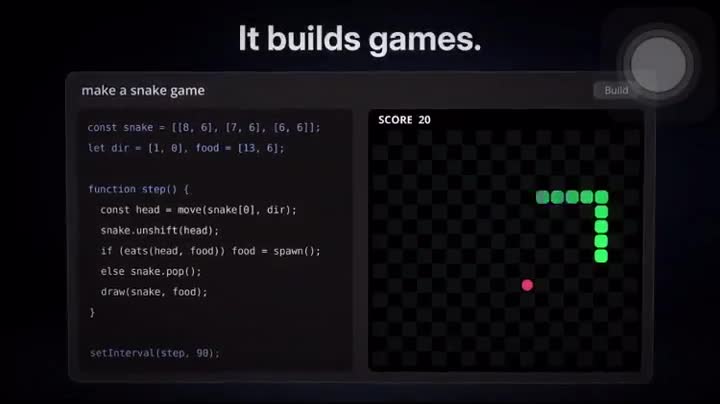 It builds games.
make a snake game
Build
const snake = [[8, 6], [7, 6], [6, 6]];
let dir = [1, 0], food = [13, 6];
function step() {
const head = move(snake[0], dir);
snake.unshift(head);
if (eats(head, food)) food = spawn();
else snake.pop();
draw(snake, food);
}
setInterval(step, 90);
SCORE 20